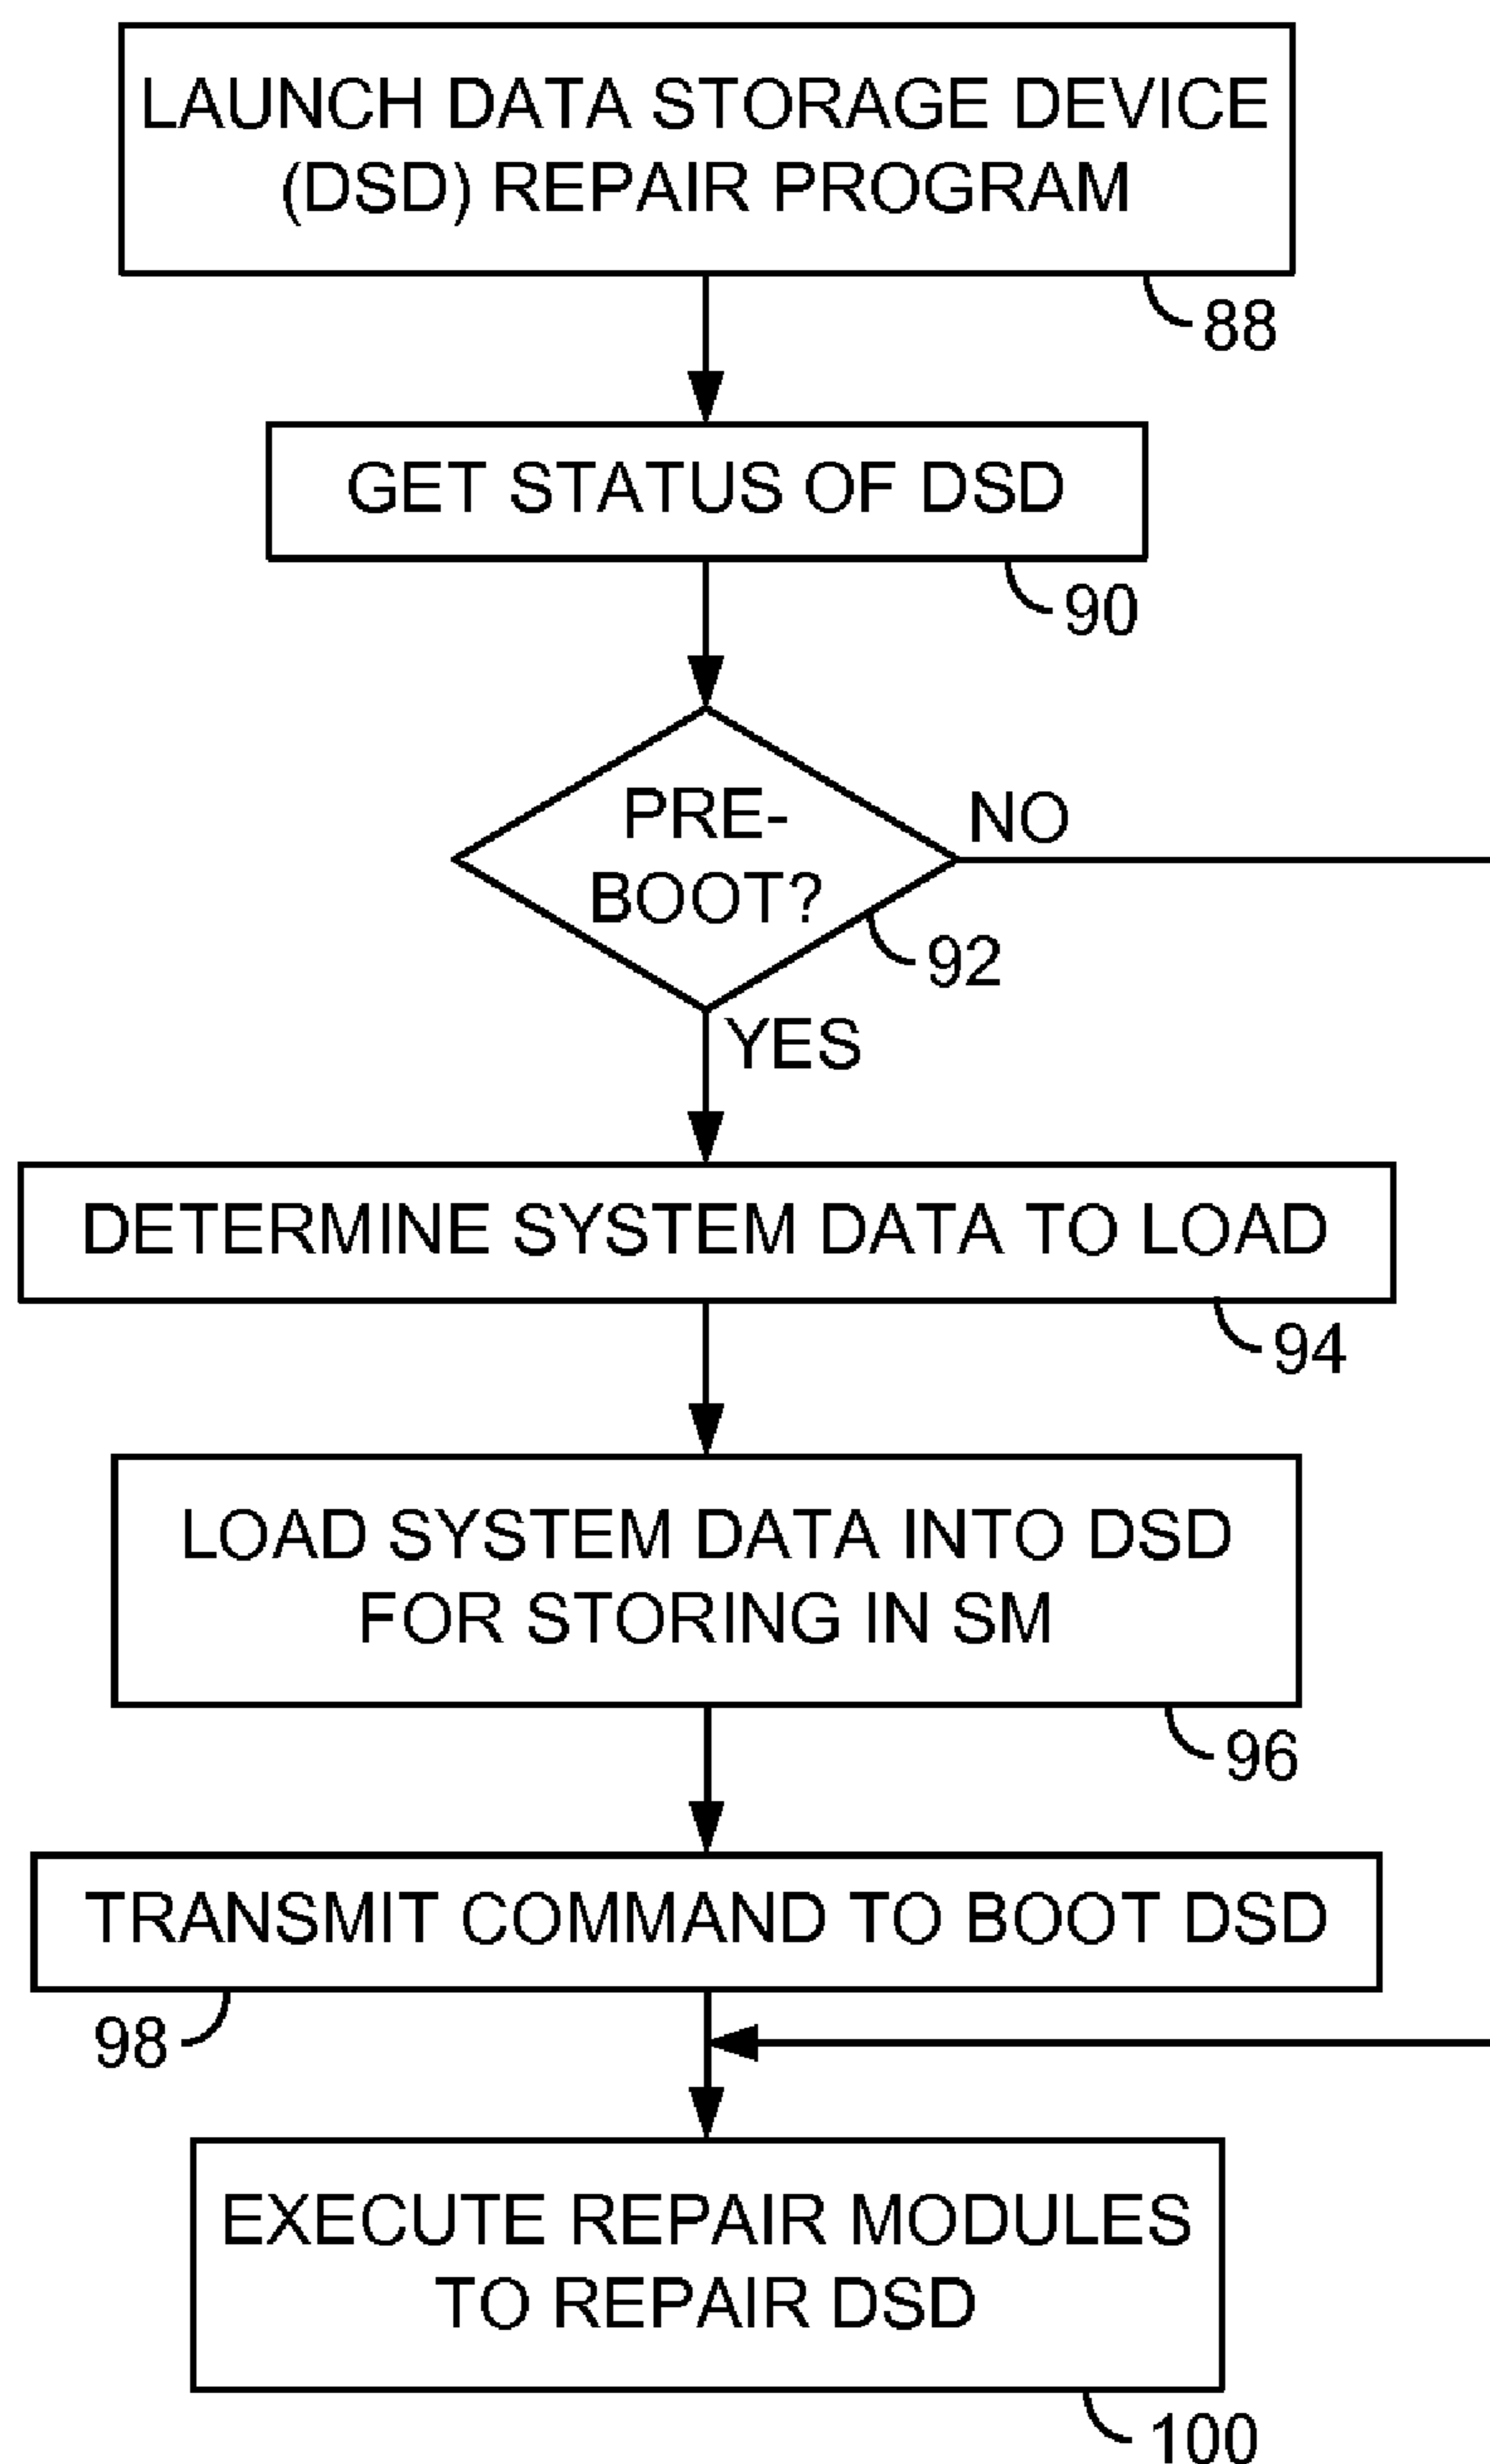 LAUNCH DATA STORAGE DEVICE
(DSD) REPAIR PROGRAM
88
GET STATUS OF DSD
90
PRE-
BOOT?
NO
92
YES
DETERMINE SYSTEM DATA TO LOAD
94
LOAD SYSTEM DATA INTO DSD
FOR STORING IN SM
96
TRANSMIT COMMAND TO BOOT DSD
98
EXECUTE REPAIR MODULES
TO REPAIR DSD
100